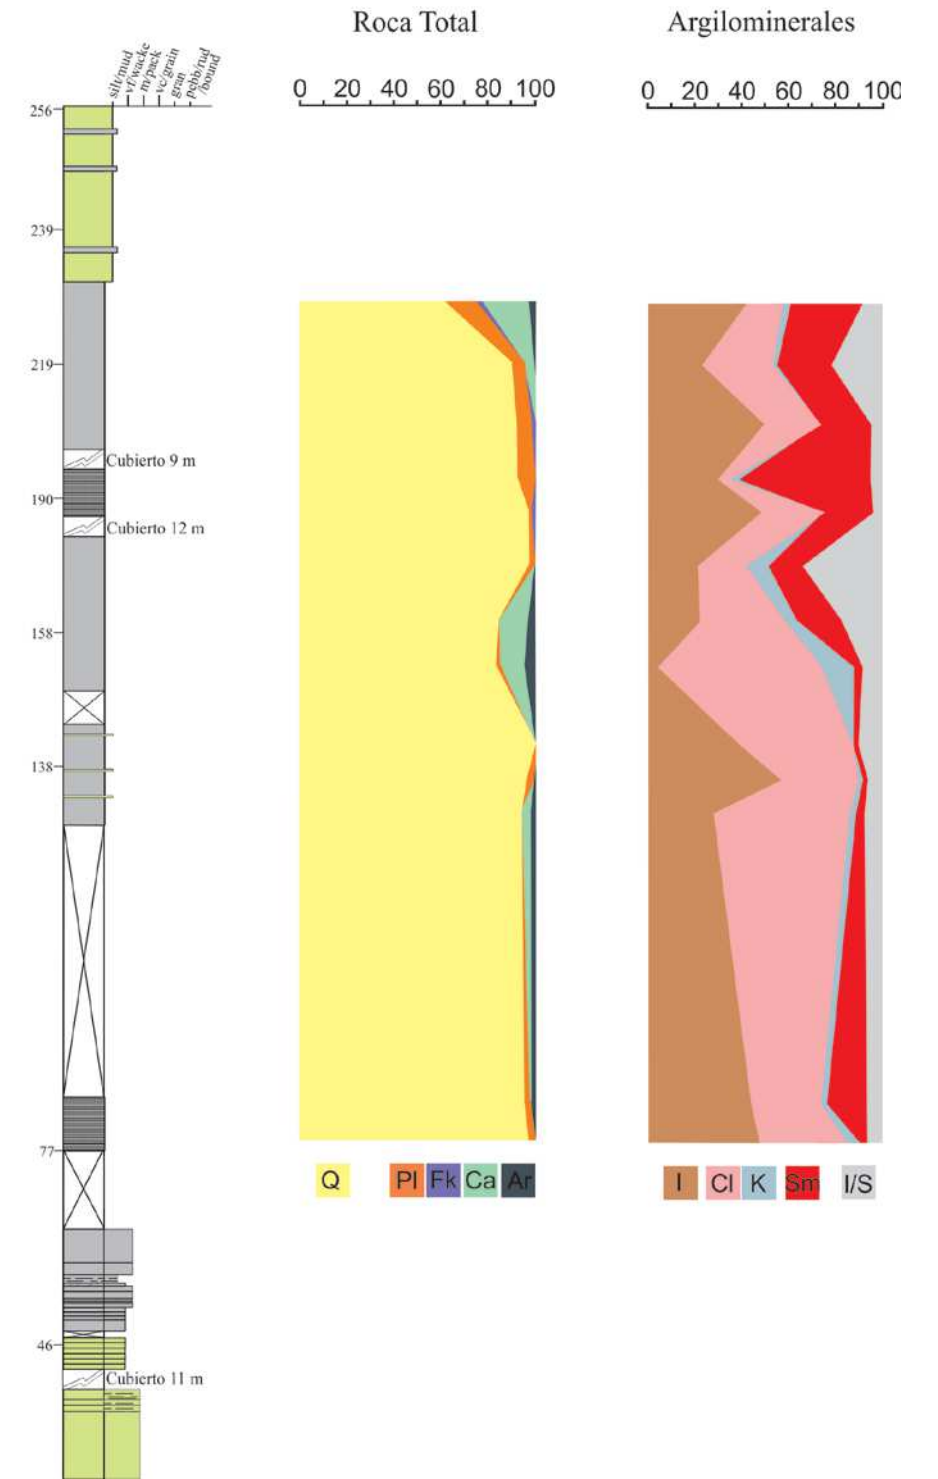 Roca Total
Argilominerales
silt/mud
vf/wacke
m/pack
vc/grain
gran
pebb/rud
/bound
0 20 40 60 80 100
0 20 40 60 80 100
256
239
219
Cubierto 9 m
190
Cubierto 12 m
158
138
77
Q Pl Fk Ca Ar
I Cl K Sm I/S
46
Cubierto 11 m